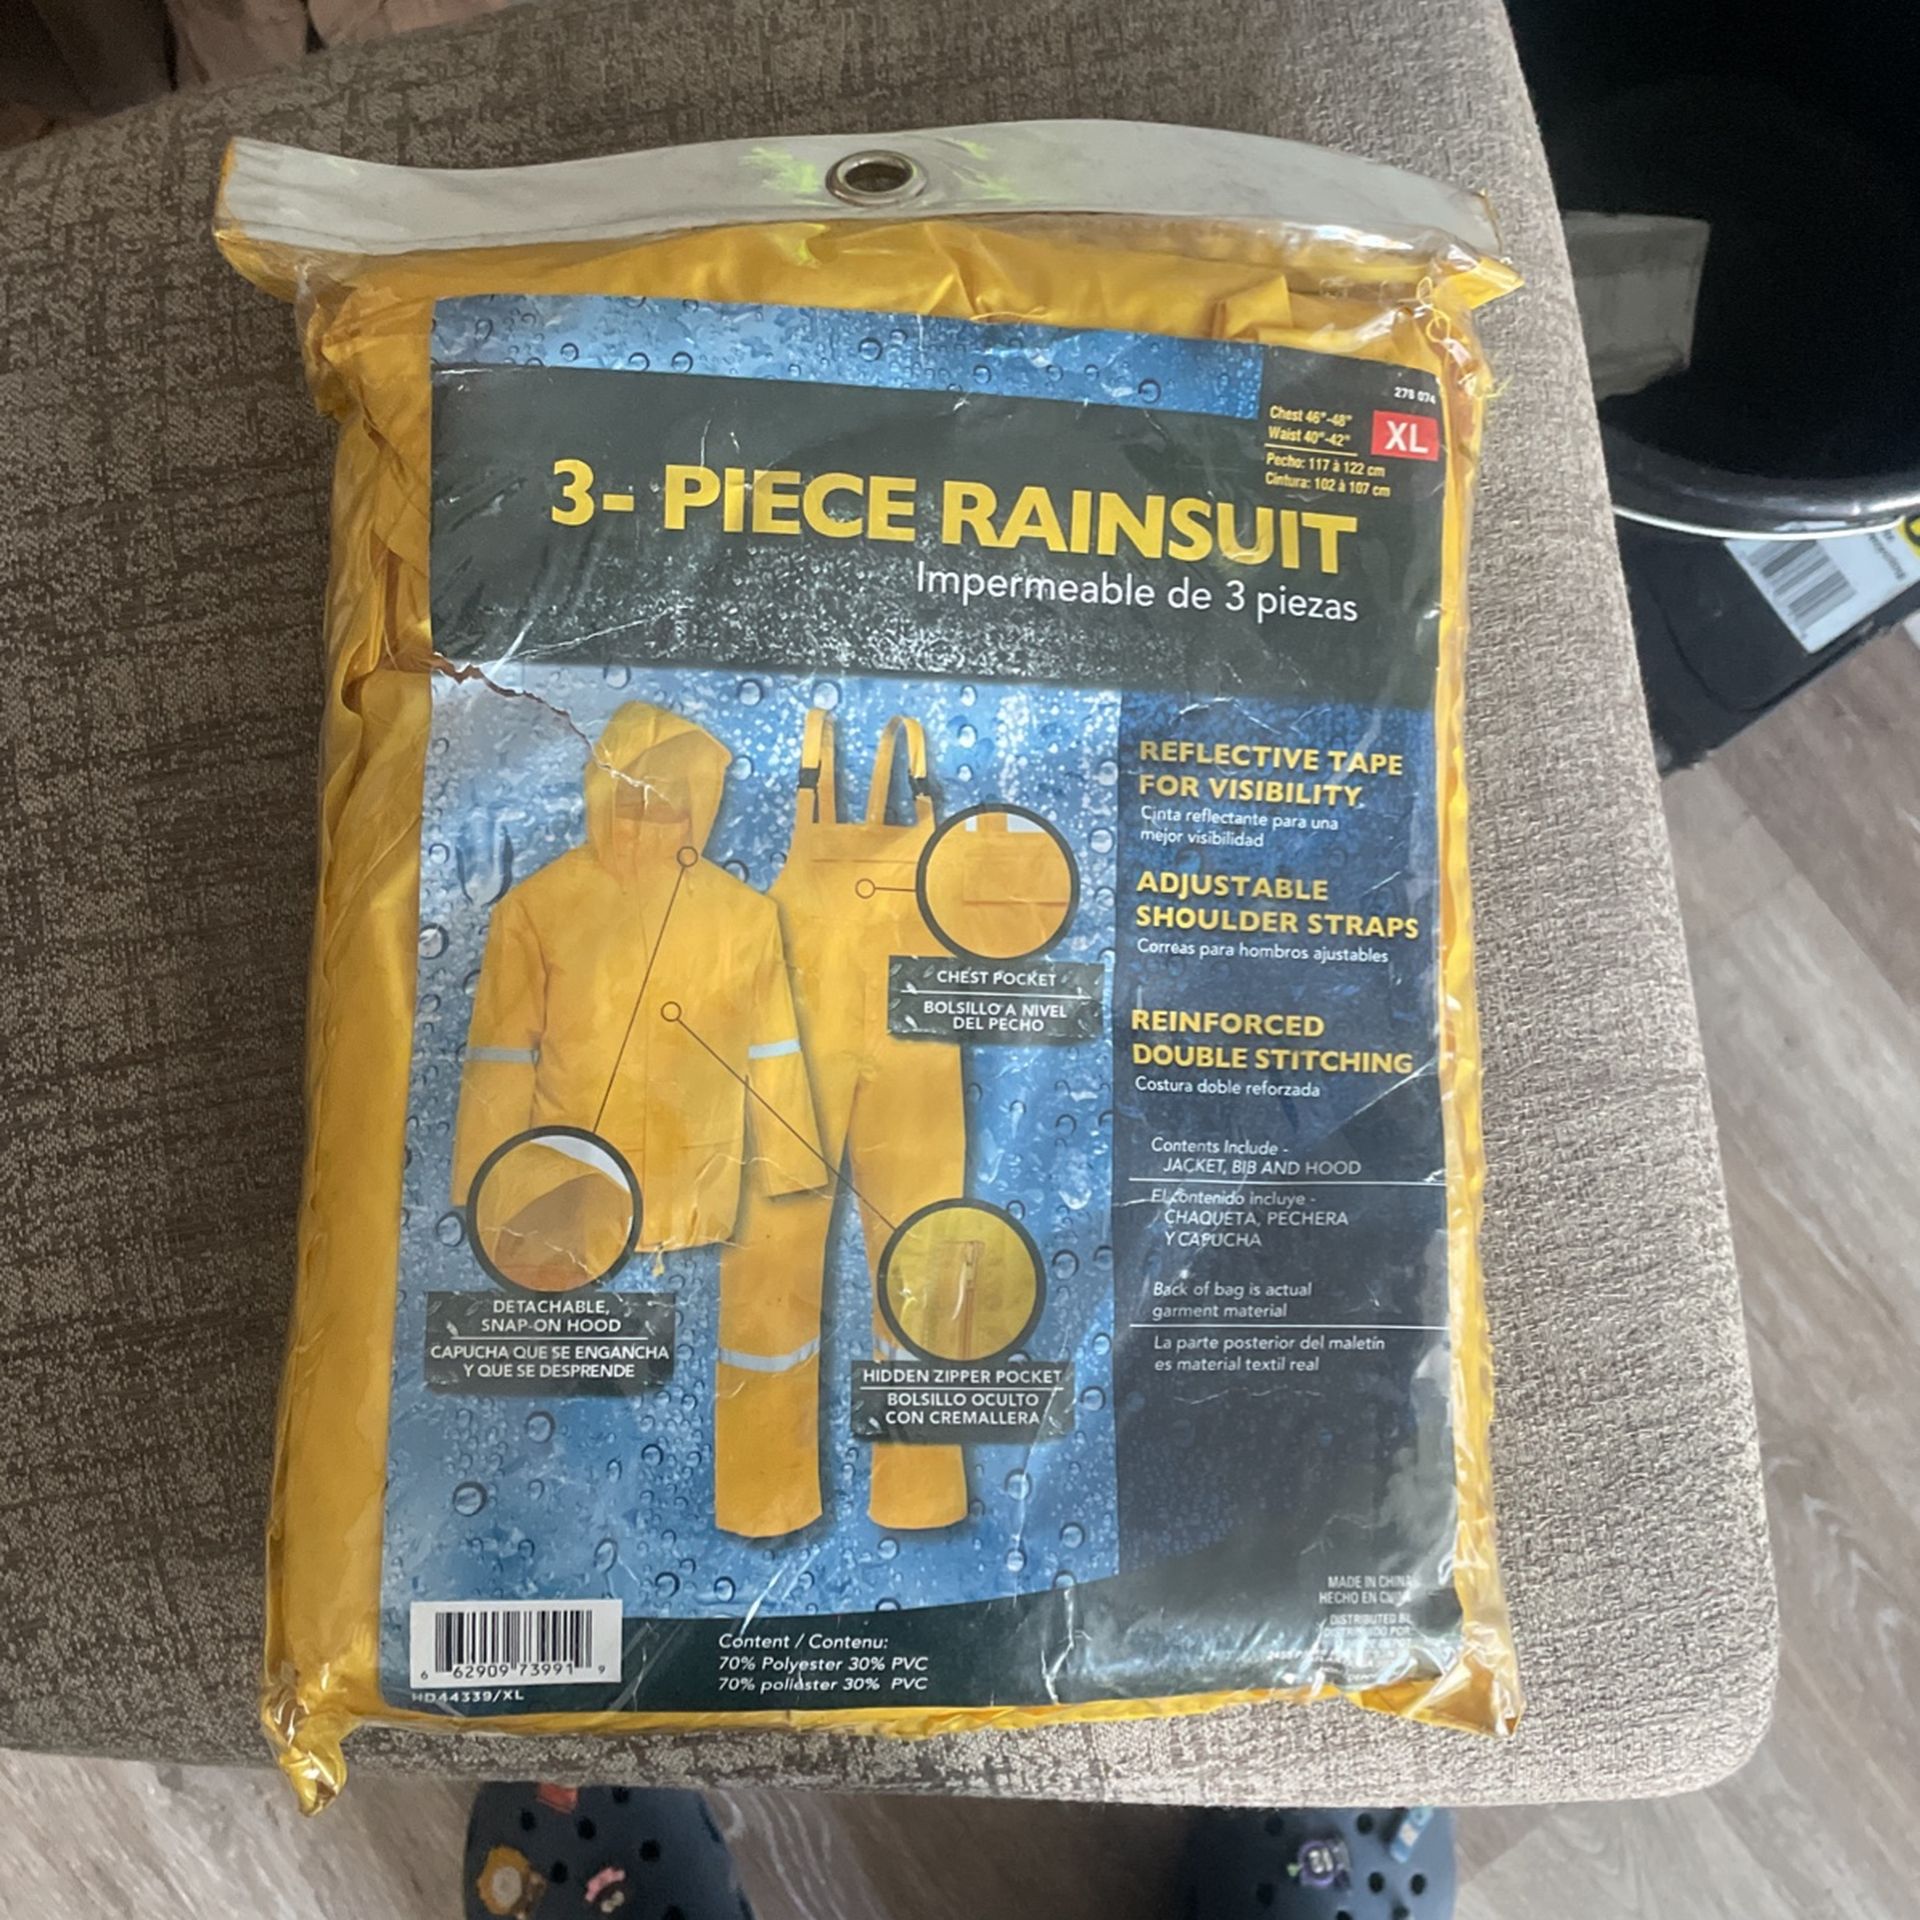 278 074
Chest 46"-48"
Waist 40"-42"
XL
Pecho: 117 à 122 cm
Cintura: 102 à 107 cm
3- PIECE RAINSUIT
Impermeable de 3 piezas
REFLECTIVE TAPE
FOR VISIBILITY
Cinta reflectante para una
mejor visibilidad
ADJUSTABLE
SHOULDER STRAPS
Correas para hombros ajustables
CHEST POCKET
BOLSILLO A NIVEL
DEL PECHO
REINFORCED
DOUBLE STITCHING
Costura doble reforzada
Contents Include -
JACKET, BIB AND HOOD
El contenido incluye -
CHAQUETA, PECHERA
Y CAPUCHA
Back of bag is actual
garment material
La parte posterior del maletín
es material textil real
DETACHABLE,
SNAP-ON HOOD
CAPUCHA QUE SE ENGANCHA
Y QUE SE DESPRENDE
HIDDEN ZIPPER POCKET
BOLSILLO OCULTO
CON CREMALLERA
MADE IN CHINA
HECHO EN CHINA
DISTRIBUTED BY
DISTRIBUIDO POR
6 62909 73991 9
HD44339/XL
Content / Contenu:
70% Polyester 30% PVC
70% poliéster 30% PVC